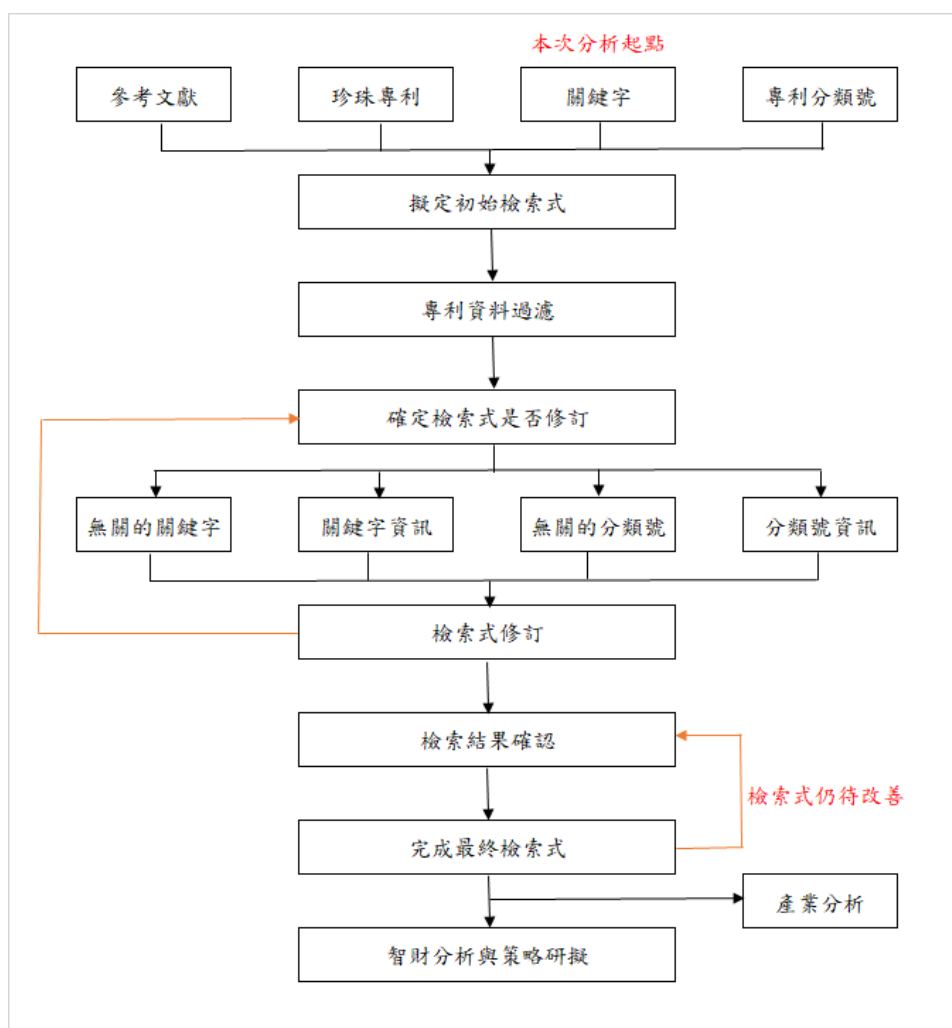 本次分析起點
參考文獻
珍珠專利
關鍵字
專利分類號
擬定初始檢索式
專利資料過濾
確定檢索式是否修訂
無關的關鍵字
關鍵字資訊
無關的分類號
分類號資訊
檢索式修訂
檢索結果確認
檢索式仍待改善
完成最終檢索式
產業分析
智財分析與策略研擬